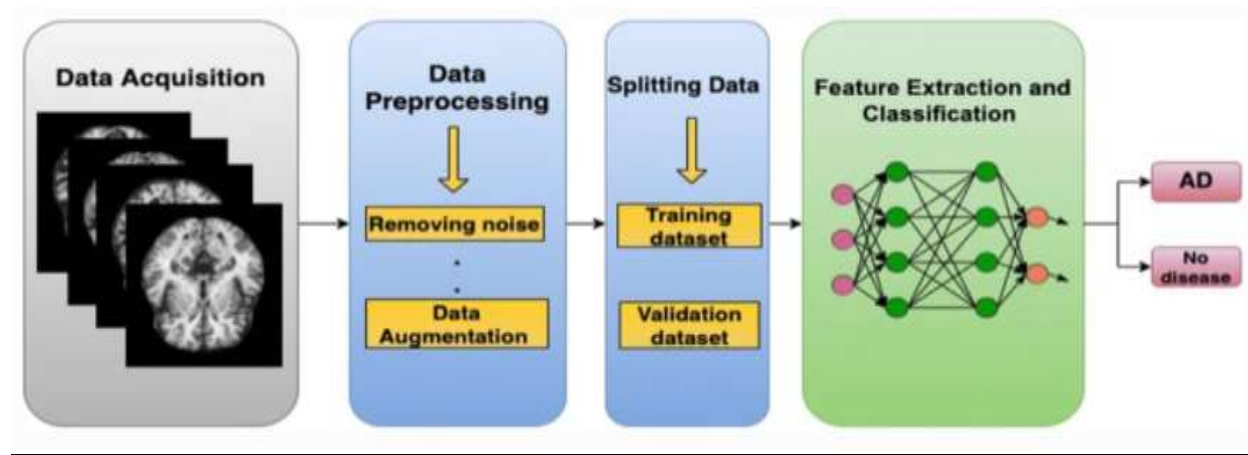 Data Acquisition
Data
Preprocessing
Removing noise
Data
Augmentation
Splitting Data
Training
dataset
Validation
dataset
Feature Extraction and
Classification
AD
No
disease